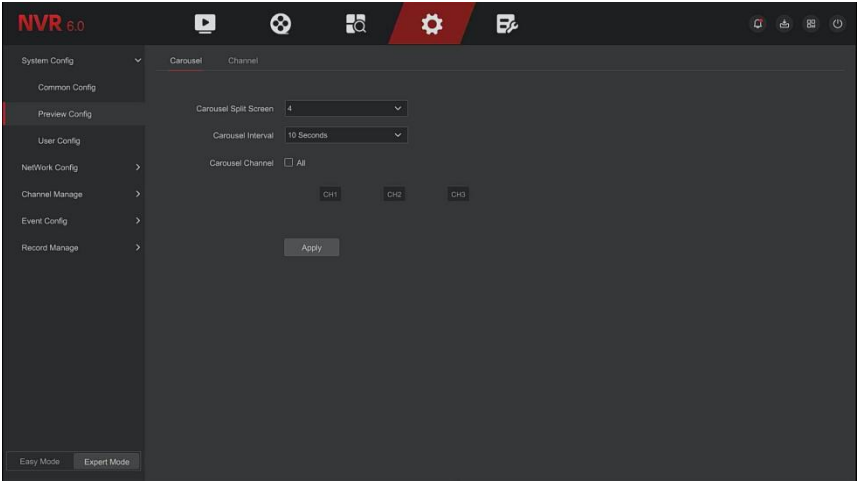 NVR 6.0
System Config
Common Config
Preview Config
User Config
NetWork Config
Channel Manage
Event Config
Record Manage
Easy Mode
Expert Mode
Carousel
Channel
Carousel Split Screen
4
Carousel Interval
10 Seconds
Carousel Channel
All
CH1
CH2
CH3
Apply